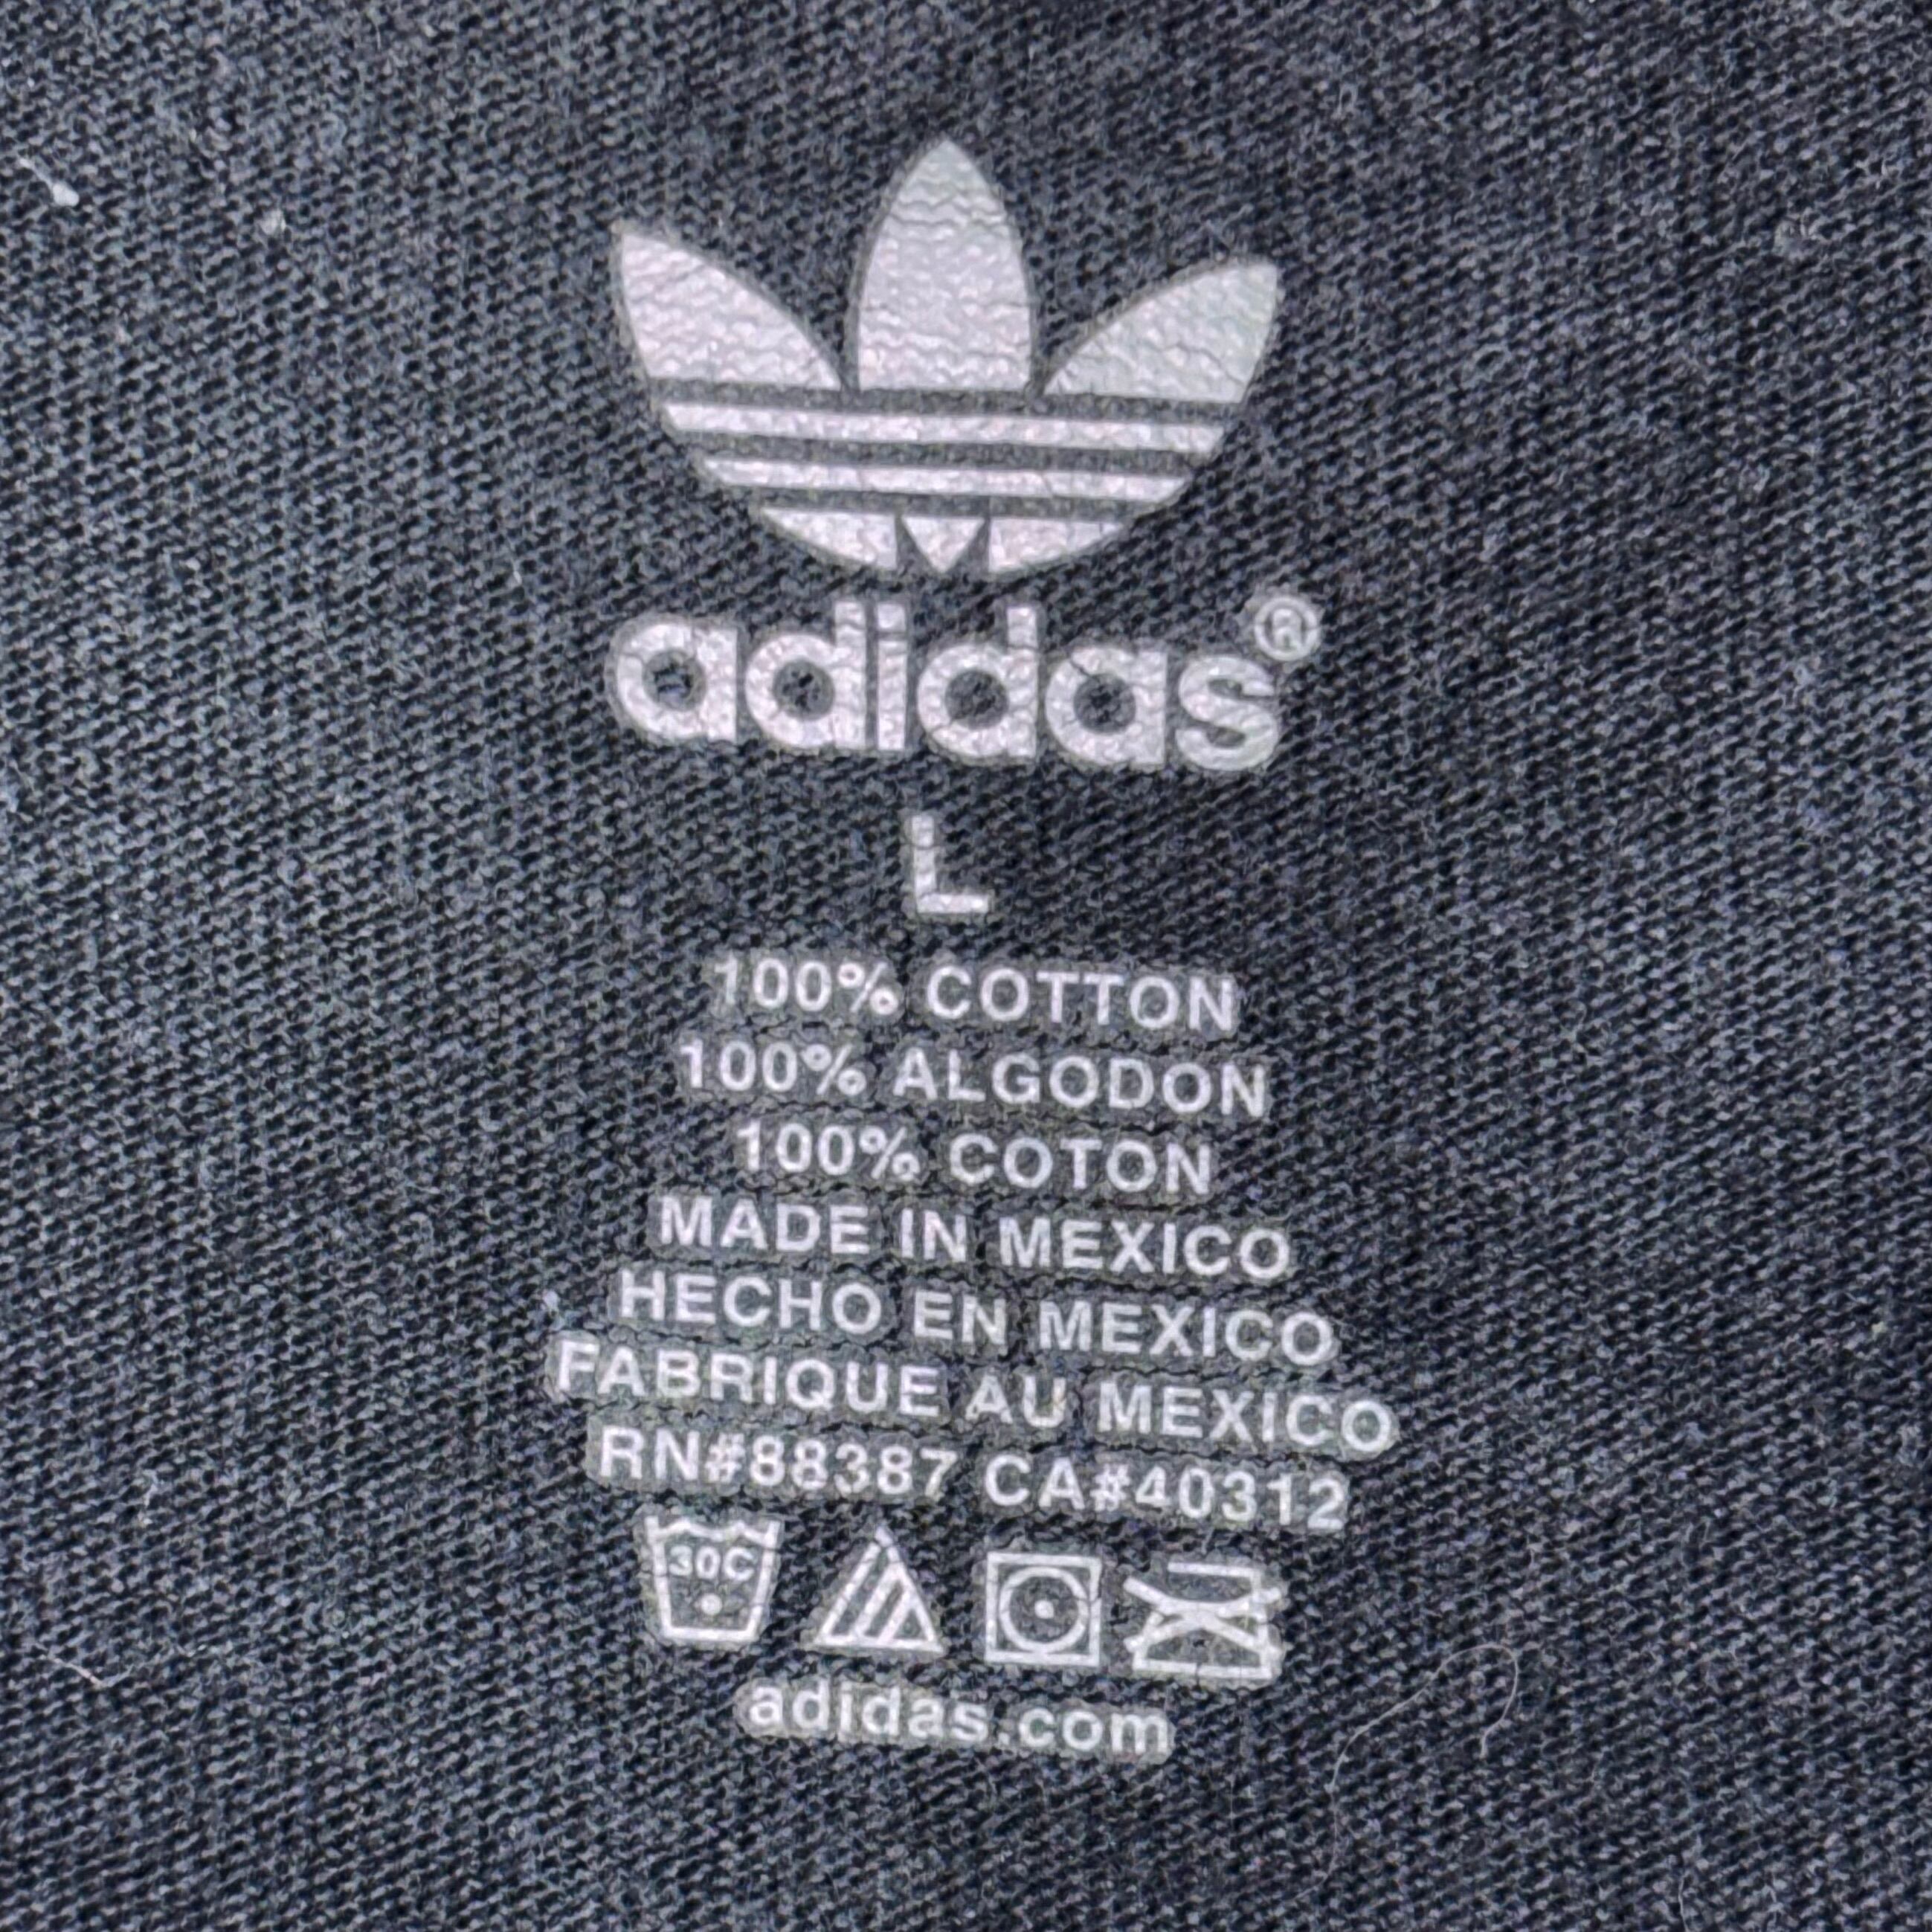 adidas®
L
100% COTTON
100% ALGODON
100% COTON
MADE IN MEXICO
HECHO EN MEXICO
FABRIQUE AU MEXICO
RN#88387 CA#40312
30C
adidas.com